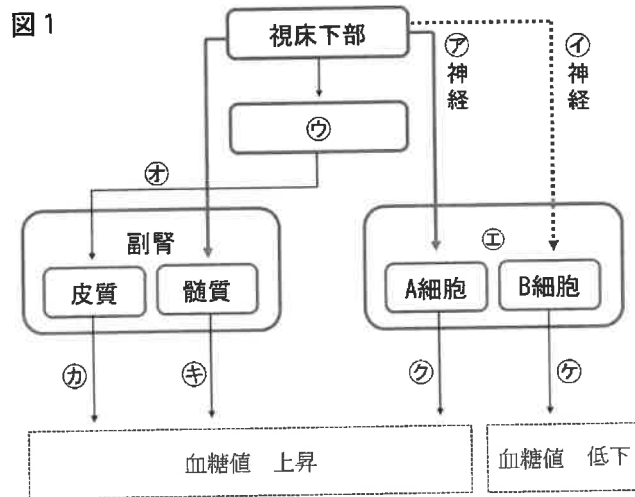 図1
視床下部
㋐神経
㋑神経
㋒
㋔
副腎
㋓
皮質
髄質
A細胞
B細胞
㋕
㋖
㋗
㋘
血糖値 上昇
血糖値 低下